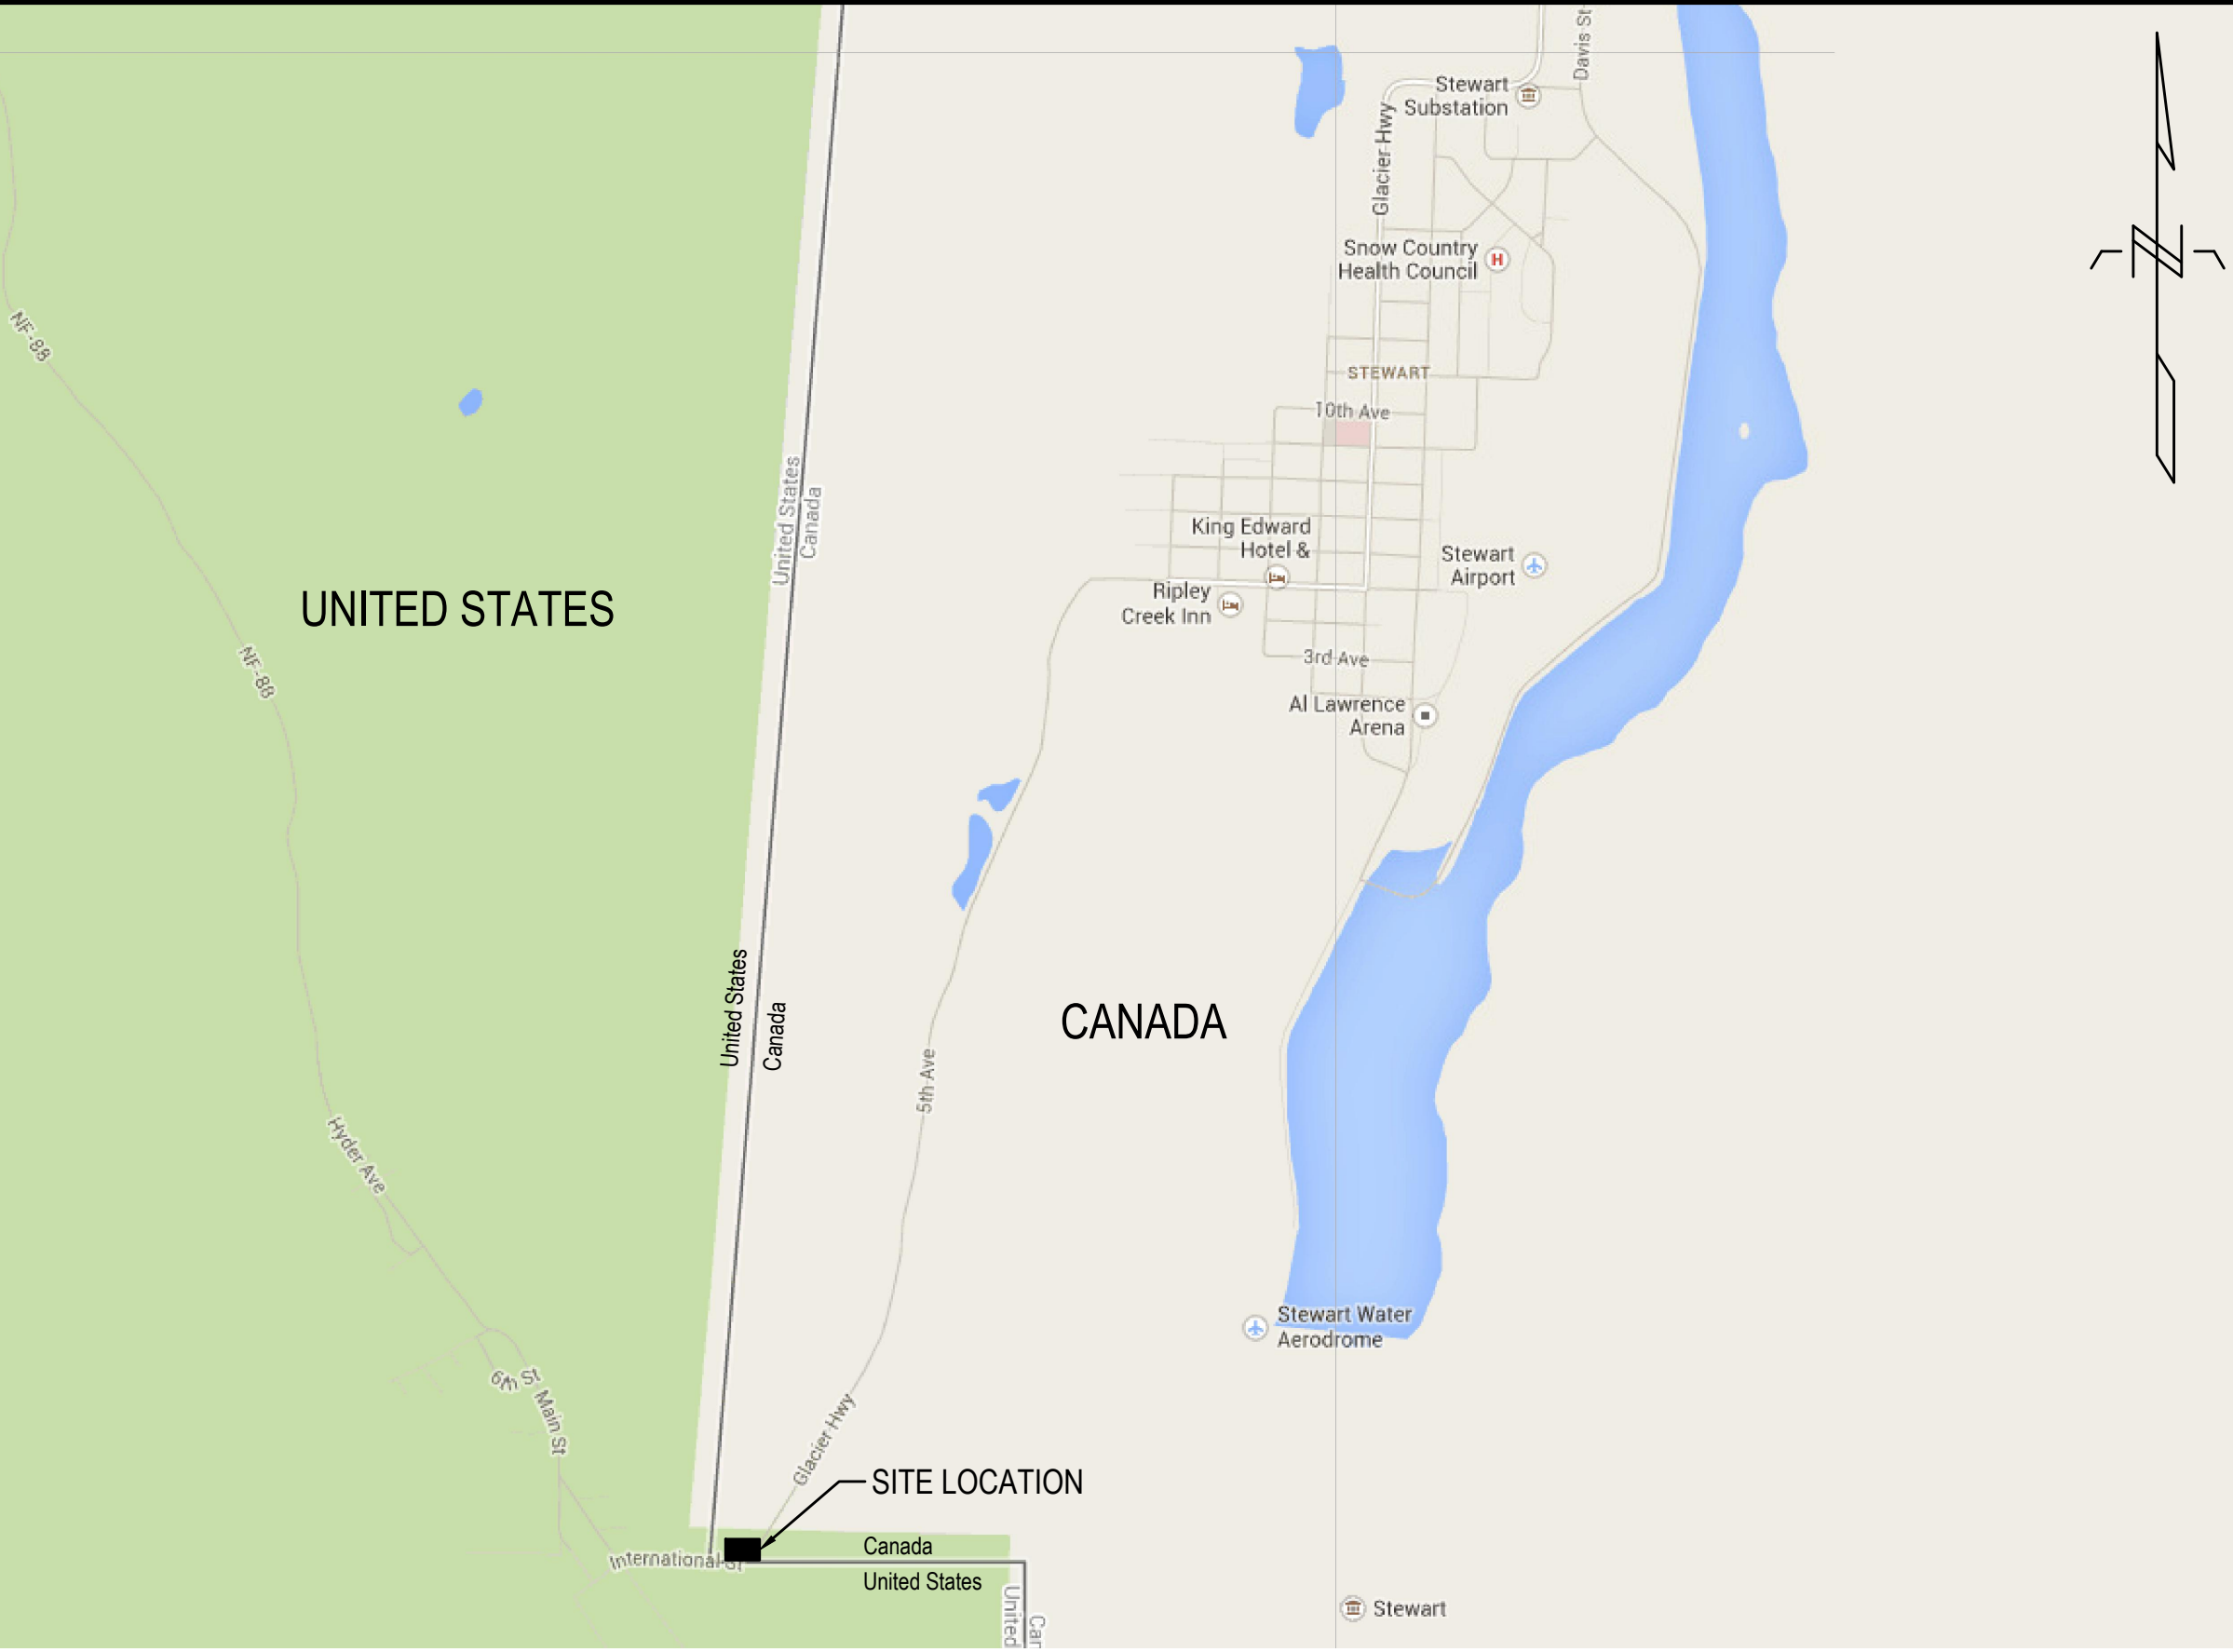 Davis St
Stewart
Substation
Glacier Hwy
N
Snow Country
Health Council
H
NF-88
STEWART
10th Ave
United States
Canada
King Edward
Hotel &
Stewart
Airport
Ripley
Creek Inn
UNITED STATES
NF-88
3rd Ave
Al Lawrence
Arena
United States
Canada
CANADA
5th Ave
Hyder Ave
Stewart Water
Aerodrome
6th St
Main St
Glacier Hwy
SITE LOCATION
Canada
International St
United States
United
Can
Stewart